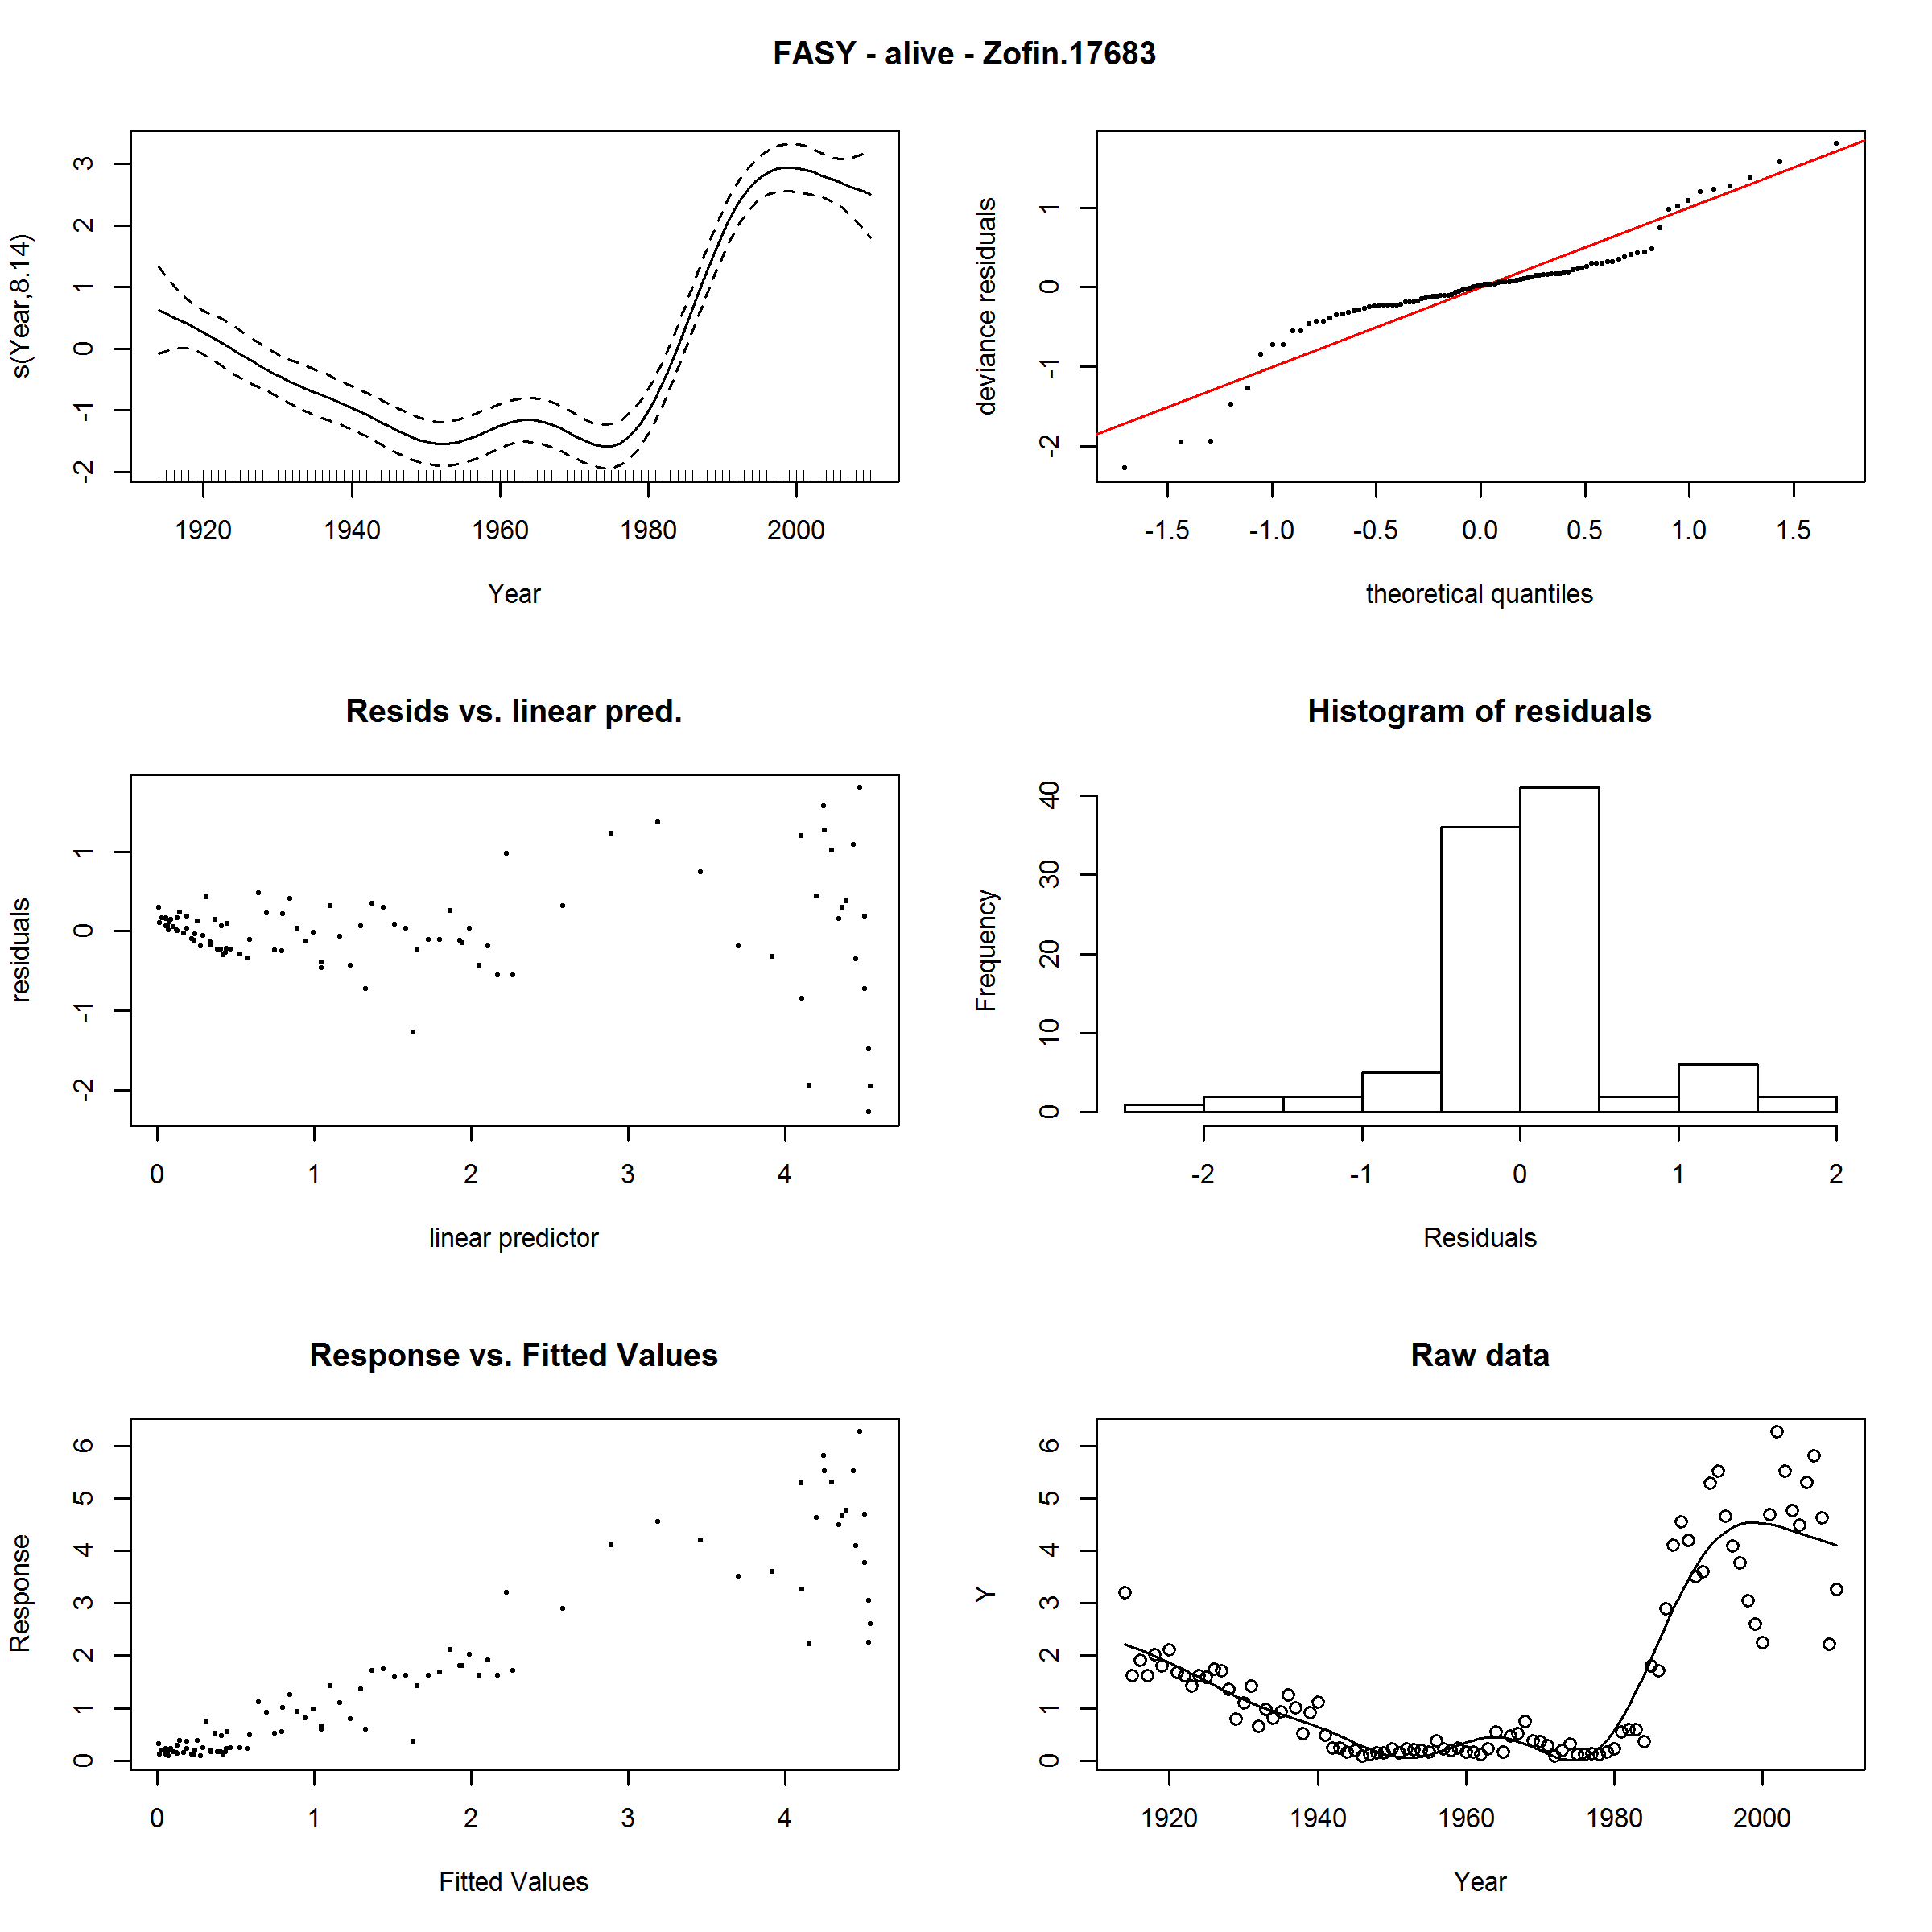 FASY - alive - Zofin.17683
s(Year,8.14)
-2 -1 0 1 2 3
1920 1940 1960 1980 2000
Year
deviance residuals
-2 -1 0 1
-1.5 -1.0 -0.5 0.0 0.5 1.0 1.5
theoretical quantiles
Resids vs. linear pred.
residuals
-2 -1 0 1
0 1 2 3 4
linear predictor
Histogram of residuals
Frequency
0 10 20 30 40
-2 -1 0 1 2
Residuals
Response vs. Fitted Values
Response
0 1 2 3 4 5 6
0 1 2 3 4
Fitted Values
Raw data
Y
0 1 2 3 4 5 6
1920 1940 1960 1980 2000
Year